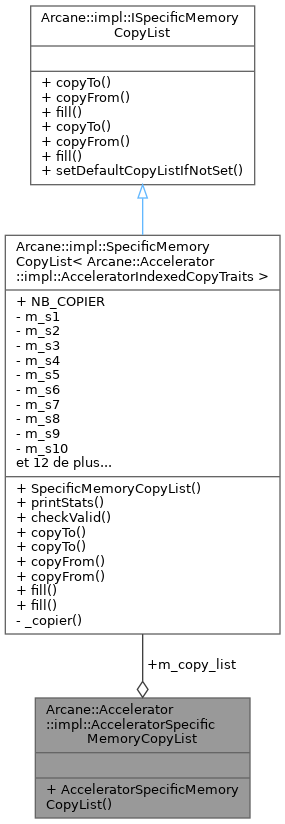 Arcane::impl::ISpecificMemory
CopyList
+ copyTo()
+ copyFrom()
+ fill()
+ copyTo()
+ copyFrom()
+ fill()
+ setDefaultCopyListIfNotSet()
Arcane::impl::SpecificMemory
CopyList< Arcane::Accelerator
::impl::AcceleratorIndexedCopyTraits >
+ NB_COPIER
- m_s1
- m_s2
- m_s3
- m_s4
- m_s5
- m_s6
- m_s7
- m_s8
- m_s9
- m_s10
et 12 de plus...
+ SpecificMemoryCopyList()
+ printStats()
+ checkValid()
+ copyTo()
+ copyTo()
+ copyFrom()
+ copyFrom()
+ fill()
+ fill()
- _copier()
+m_copy_list
Arcane::Accelerator
::impl::AcceleratorSpecific
MemoryCopyList
+ AcceleratorSpecificMemory
CopyList()